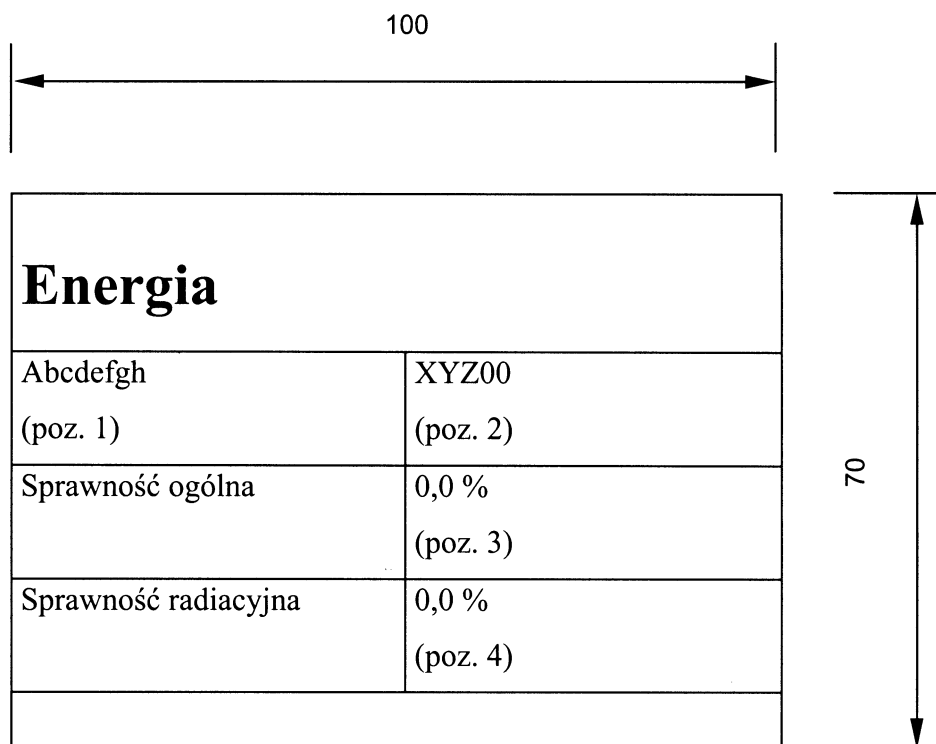 100
Energia
Abcdefgh
XYZ00
(poz. 1)
(poz. 2)
Sprawność ogólna
0,0 %
(poz. 3)
Sprawność radiacyjna
0,0 %
(poz. 4)
70